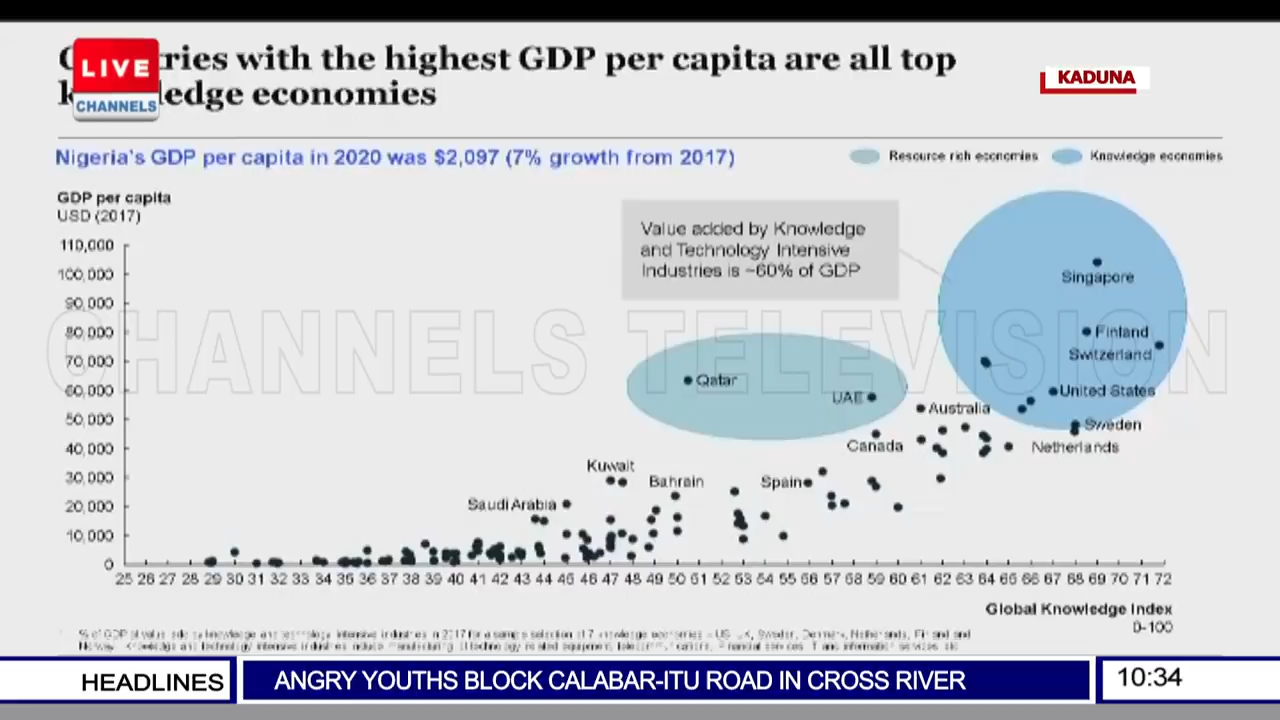 LIVE
CHANNELS
ries with the highest GDP per capita are all top
ledge economies
KADUNA
Nigeria's GDP per capita in 2020 was $2,097 (7% growth from 2017)
Resource rich economies
Knowledge economies
GDP per capita
USD (2017)
Value added by Knowledge
and Technology Intensive
Industries is ~60% of GDP
110,000
100,000
90,000
80,000
70,000
60,000
50,000
40,000
30,000
20,000
10,000
0
Singapore
Finland
Switzerland
CHANNELS TELEVISION
Qatar
United States
UAE
Australia
Sweden
Canada
Netherlands
Kuwait
Bahrain
Spain
Saudi Arabia
25 26 27 28 29 30 31 32 33 34 35 36 37 38 39 40 41 42 43 44 45 46 47 48 49 50 51 52 53 54 55 56 57 58 59 60 61 62 63 64 65 66 67 68 69 70 71 72
Global Knowledge Index
0-100
HEADLINES
ANGRY YOUTHS BLOCK CALABAR-ITU ROAD IN CROSS RIVER
10:34